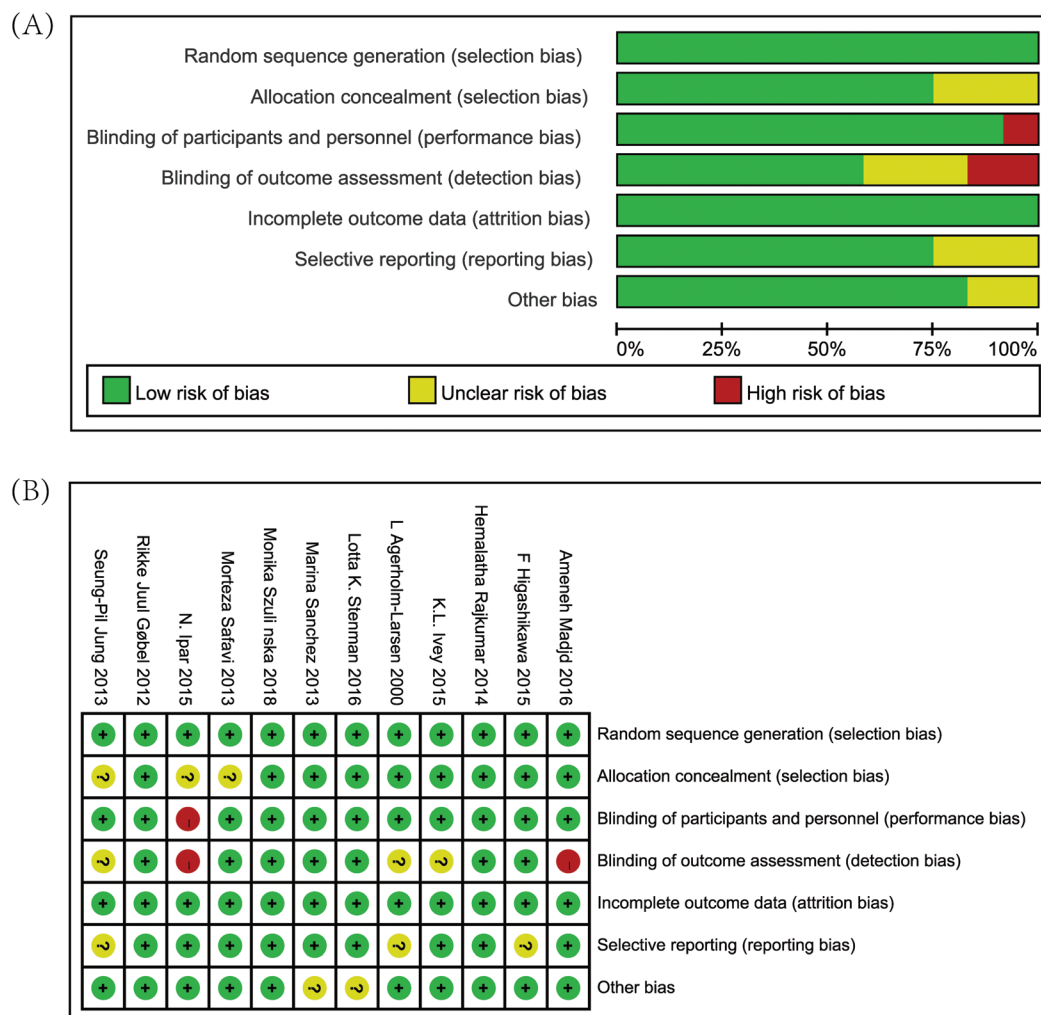 (A)
Random sequence generation (selection bias)
Allocation concealment (selection bias)
Blinding of participants and personnel (performance bias)
Blinding of outcome assessment (detection bias)
Incomplete outcome data (attrition bias)
Selective reporting (reporting bias)
Other bias
0% 25% 50% 75% 100%
Low risk of bias Unclear risk of bias High risk of bias
(B)
Seung-Pil Jung 2013
Rikke Juul Gøbel 2012
N. Ipar 2015
Morteza Safavi 2013
Monika Szuli nska 2018
Marina Sanchez 2013
Lotta K. Stenman 2016
L Agerholm-Larsen 2000
K.L. Ivey 2015
Hemalatha Rajkumar 2014
F Higashikawa 2015
Ameneh Madjd 2016
+ + + + + + + + + + + + Random sequence generation (selection bias)
? + ? ? + + + + + + + + Allocation concealment (selection bias)
+ + – + + + + + + + + + Blinding of participants and personnel (performance bias)
? + – + + + + ? ? + + – Blinding of outcome assessment (detection bias)
+ + + + + + + + + + + + Incomplete outcome data (attrition bias)
? + + + + + + ? + + ? + Selective reporting (reporting bias)
+ + + + + ? ? + + + + + Other bias